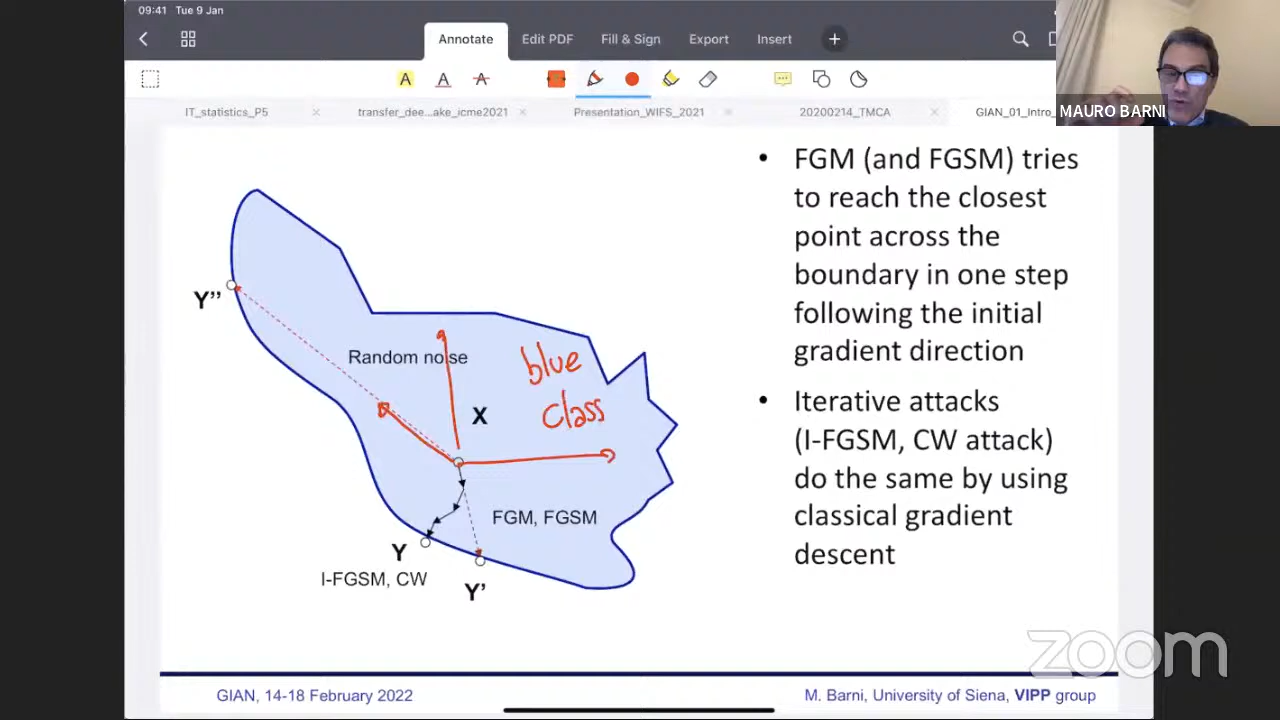 09:41 Tue 9 Jan
Annotate Edit PDF Fill & Sign Export Insert
A A A
IT_statistics_P5 transfer_dee...ake_icme2021 Presentation_WIFS_2021 20200214_TMCA GIAN_01_Intro_
MAURO BARNI
• FGM (and FGSM) tries
to reach the closest
point across the
boundary in one step
following the initial
gradient direction
• Iterative attacks
(I-FGSM, CW attack)
do the same by using
classical gradient
descent
Y’’
Random noise
blue
class
X
FGM, FGSM
Y
I-FGSM, CW
Y’
zoom
GIAN, 14-18 February 2022
M. Barni, University of Siena, VIPP group